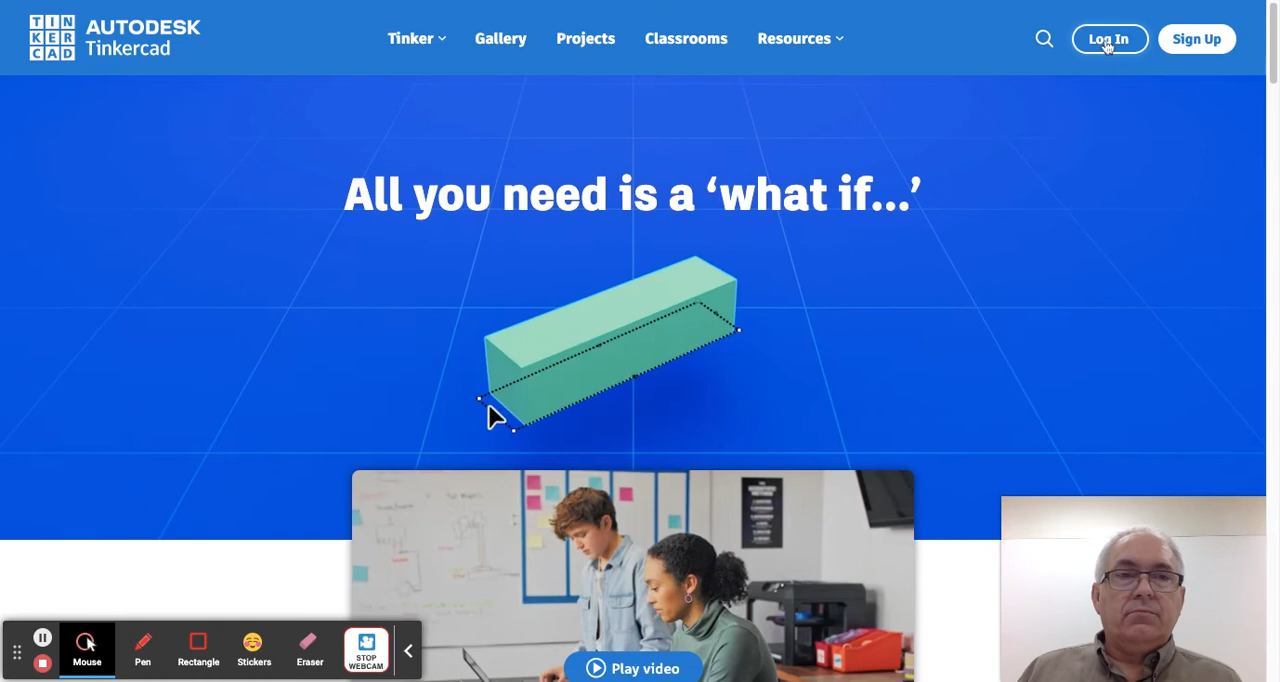 TIN
KER
CAD
AUTODESK
Tinkercad
Tinker
Gallery
Projects
Classrooms
Resources
Log In
Sign Up
All you need is a ‘what if...’
Play video
Mouse
Pen
Rectangle
Stickers
Eraser
STOP
WEBCAM